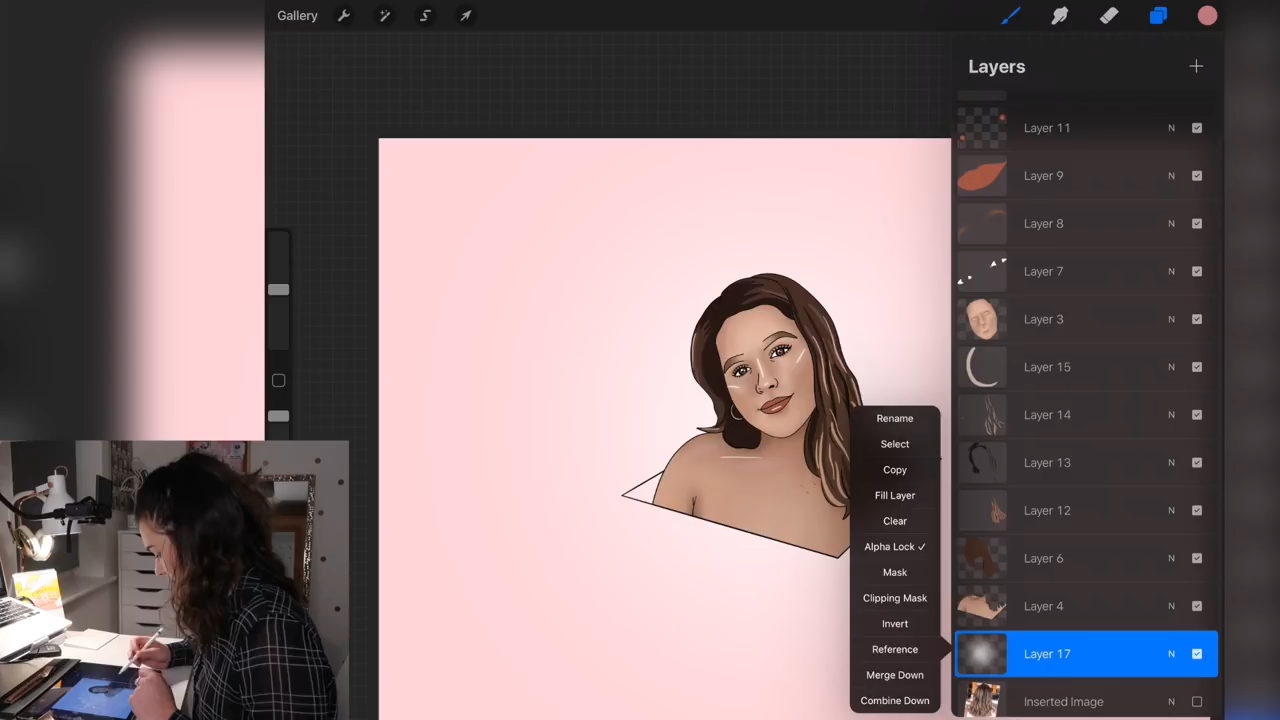 Gallery
Layers
Layer 11 N
Layer 9 N
Layer 8 N
Layer 7 N
Layer 3 N
Layer 15 N
Layer 14 N
Layer 13 N
Layer 12 N
Layer 6 N
Layer 4 N
Layer 17 N
Inserted Image N
Rename
Select
Copy
Fill Layer
Clear
Alpha Lock ✓
Mask
Clipping Mask
Invert
Reference
Merge Down
Combine Down